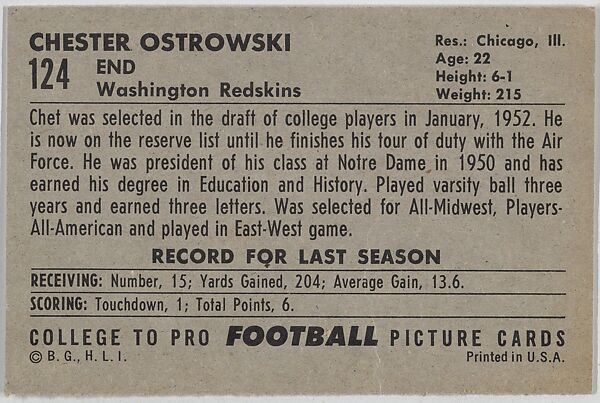 CHESTER OSTROWSKI
124 END
Washington Redskins
Res.: Chicago, Ill.
Age: 22
Height: 6-1
Weight: 215
Chet was selected in the draft of college players in January, 1952. He
is now on the reserve list until he finishes his tour of duty with the Air
Force. He was president of his class at Notre Dame in 1950 and has
earned his degree in Education and History. Played varsity ball three
years and earned three letters. Was selected for All-Midwest, Players-
All-American and played in East-West game.
RECORD FOR LAST SEASON
RECEIVING: Number, 15; Yards Gained, 204; Average Gain, 13.6.
SCORING: Touchdown, 1; Total Points, 6.
COLLEGE TO PRO FOOTBALL PICTURE CARDS
© B. G., H. L. I. Printed in U.S.A.